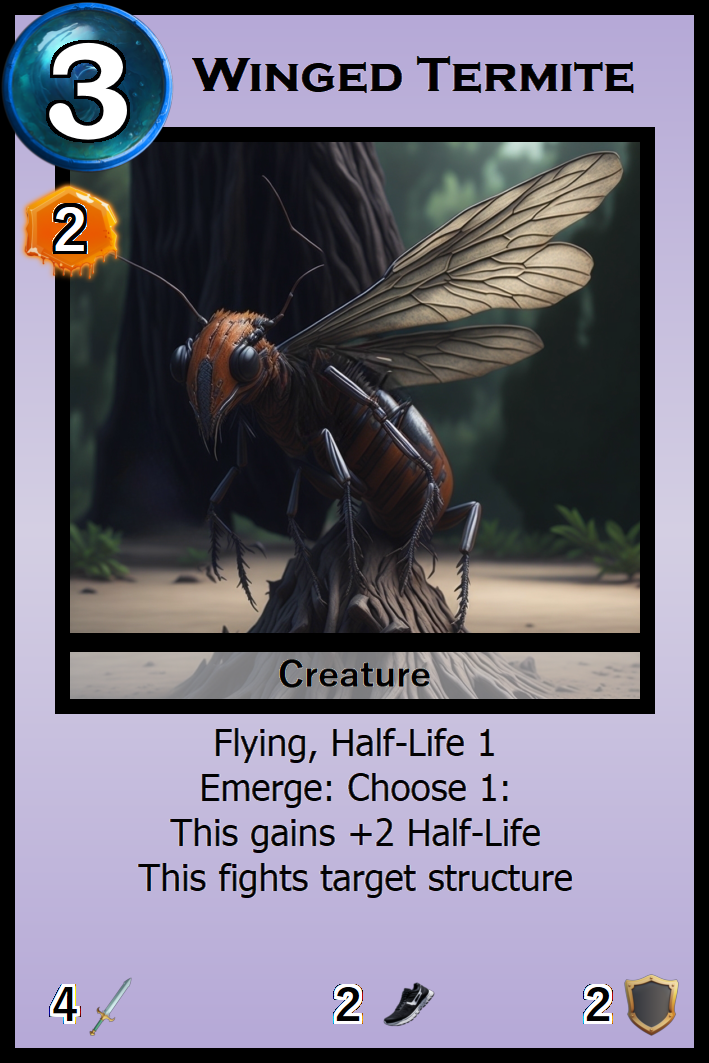 3
Winged Termite
2
Creature
Flying, Half-Life 1
Emerge: Choose 1:
This gains +2 Half-Life
This fights target structure
4 2 2